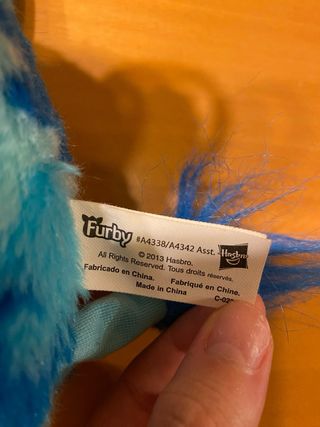 Furby #A4338/A4342 Asst. Hasbro
© 2013 Hasbro.
All Rights Reserved. Tous droits réservés.
Fabricado en China. Fabriqué en Chine.
Made in China